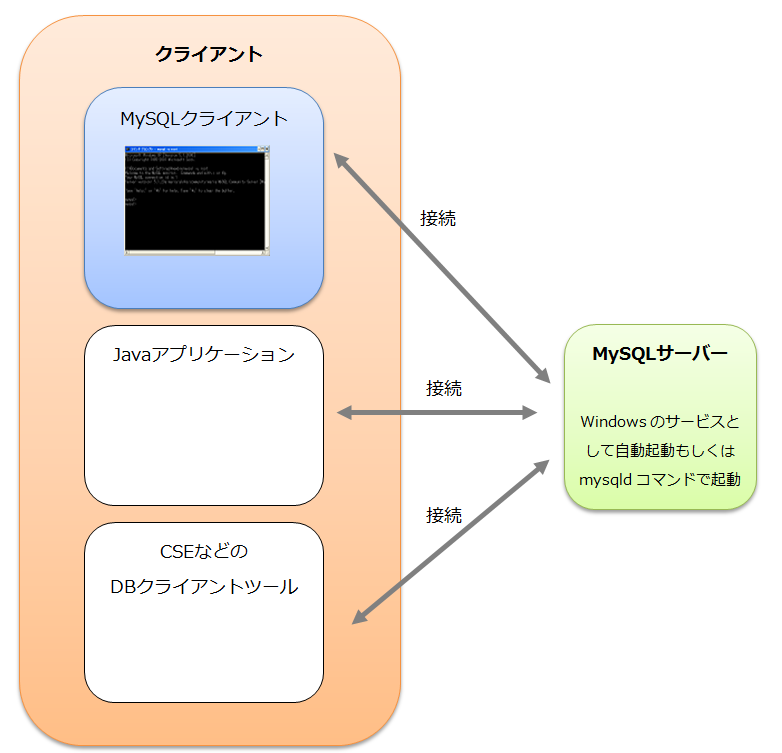 クライアント
MySQLクライアント
接続
Javaアプリケーション
接続
MySQLサーバー
Windows のサービスと
して自動起動もしくは
mysqld コマンドで起動
接続
CSEなどの
DBクライアントツール